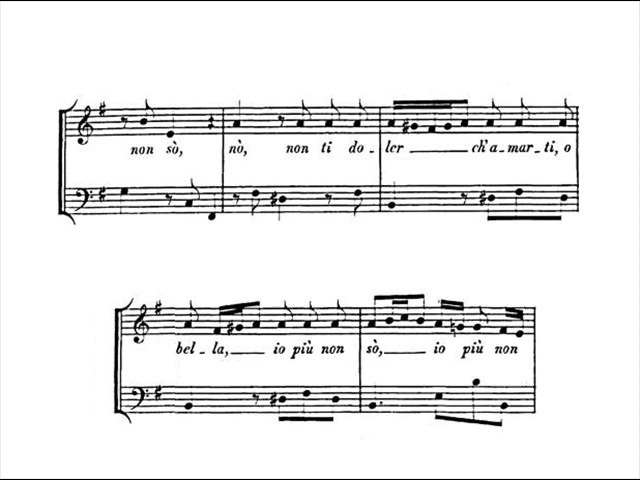 non sò, nò, non ti do - ler ch'a - mar - ti, o
bel - la, io più non sò, io più non